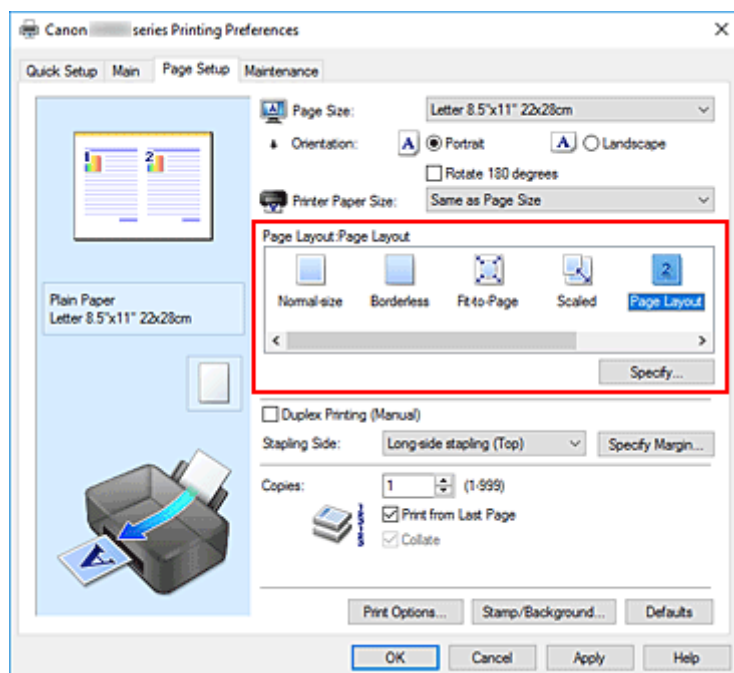 Canon series Printing Preferences
Quick Setup Main Page Setup Maintenance
1 2
Plain Paper
Letter 8.5"x11" 22x28cm
Page Size: Letter 8.5"x11" 22x28cm
Orientation: A Portrait A Landscape
Rotate 180 degrees
Printer Paper Size: Same as Page Size
Page Layout:Page Layout
2
Normal-size Borderless Fit-to-Page Scaled Page Layout
Specify...
Duplex Printing (Manual)
Stapling Side: Long-side stapling (Top) Specify Margin...
Copies: 1 (1-999)
Print from Last Page
Collate
A
Print Options... Stamp/Background... Defaults
OK Cancel Apply Help